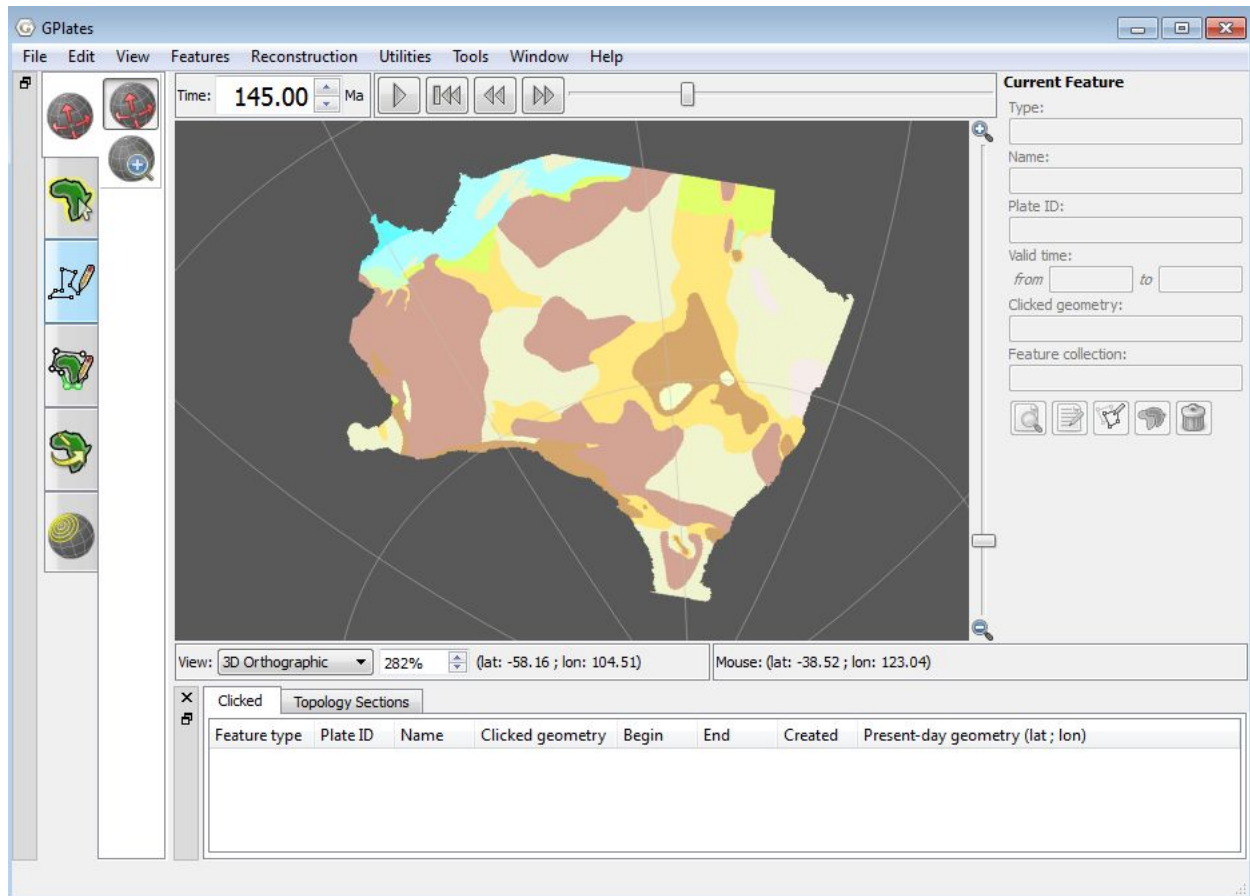 GPlates
File Edit View Features Reconstruction Utilities Tools Window Help
Time: 145.00 Ma
Current Feature
Type:
Name:
Plate ID:
Valid time:
from to
Clicked geometry:
Feature collection:
View: 3D Orthographic 282% (lat: -58.16 ; lon: 104.51) Mouse: (lat: -38.52 ; lon: 123.04)
Clicked Topology Sections
Feature type Plate ID Name Clicked geometry Begin End Created Present-day geometry (lat ; lon)